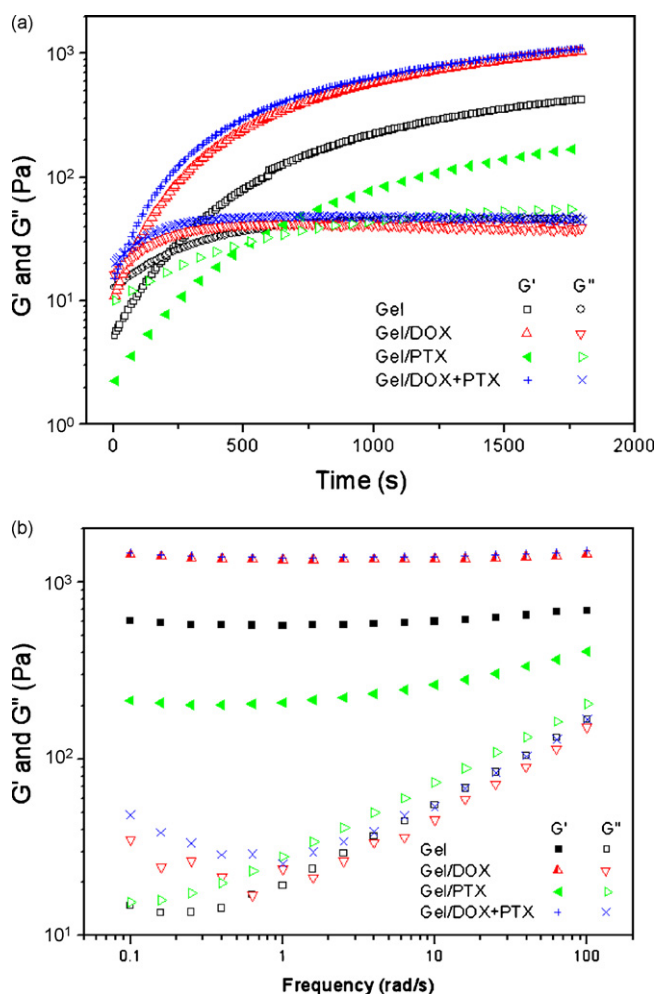 (a)
10³
10²
10¹
10⁰
G' and G" (Pa)
G' G"
Gel
Gel/DOX
Gel/PTX
Gel/DOX+PTX
0 500 1000 1500 2000
Time (s)
(b)
10³
10²
10¹
G' and G" (Pa)
G' G"
Gel
Gel/DOX
Gel/PTX
Gel/DOX+PTX
0.1 1 10 100
Frequency (rad/s)